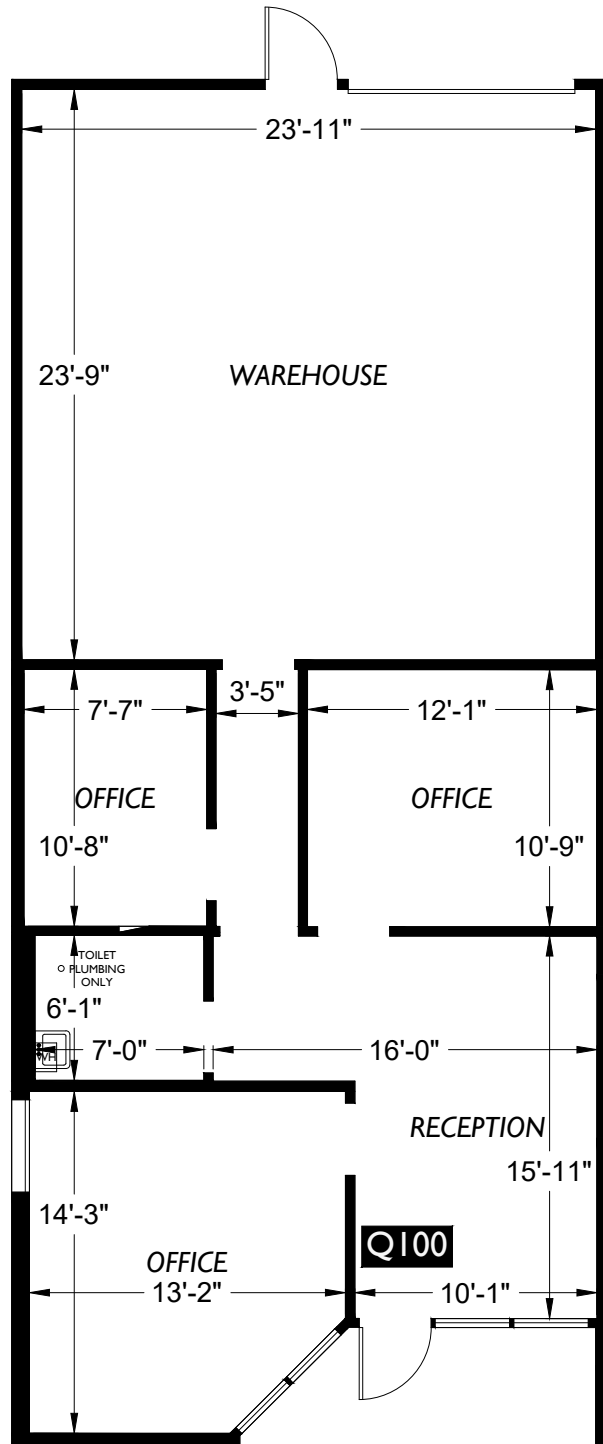 23'-11"
23'-9"
WAREHOUSE
3'-5"
7'-7"
12'-1"
OFFICE
OFFICE
10'-8"
10'-9"
TOILET
PLUMBING
ONLY
6'-1"
WH
7'-0"
16'-0"
RECEPTION
15'-11"
14'-3"
Q100
OFFICE
13'-2"
10'-1"